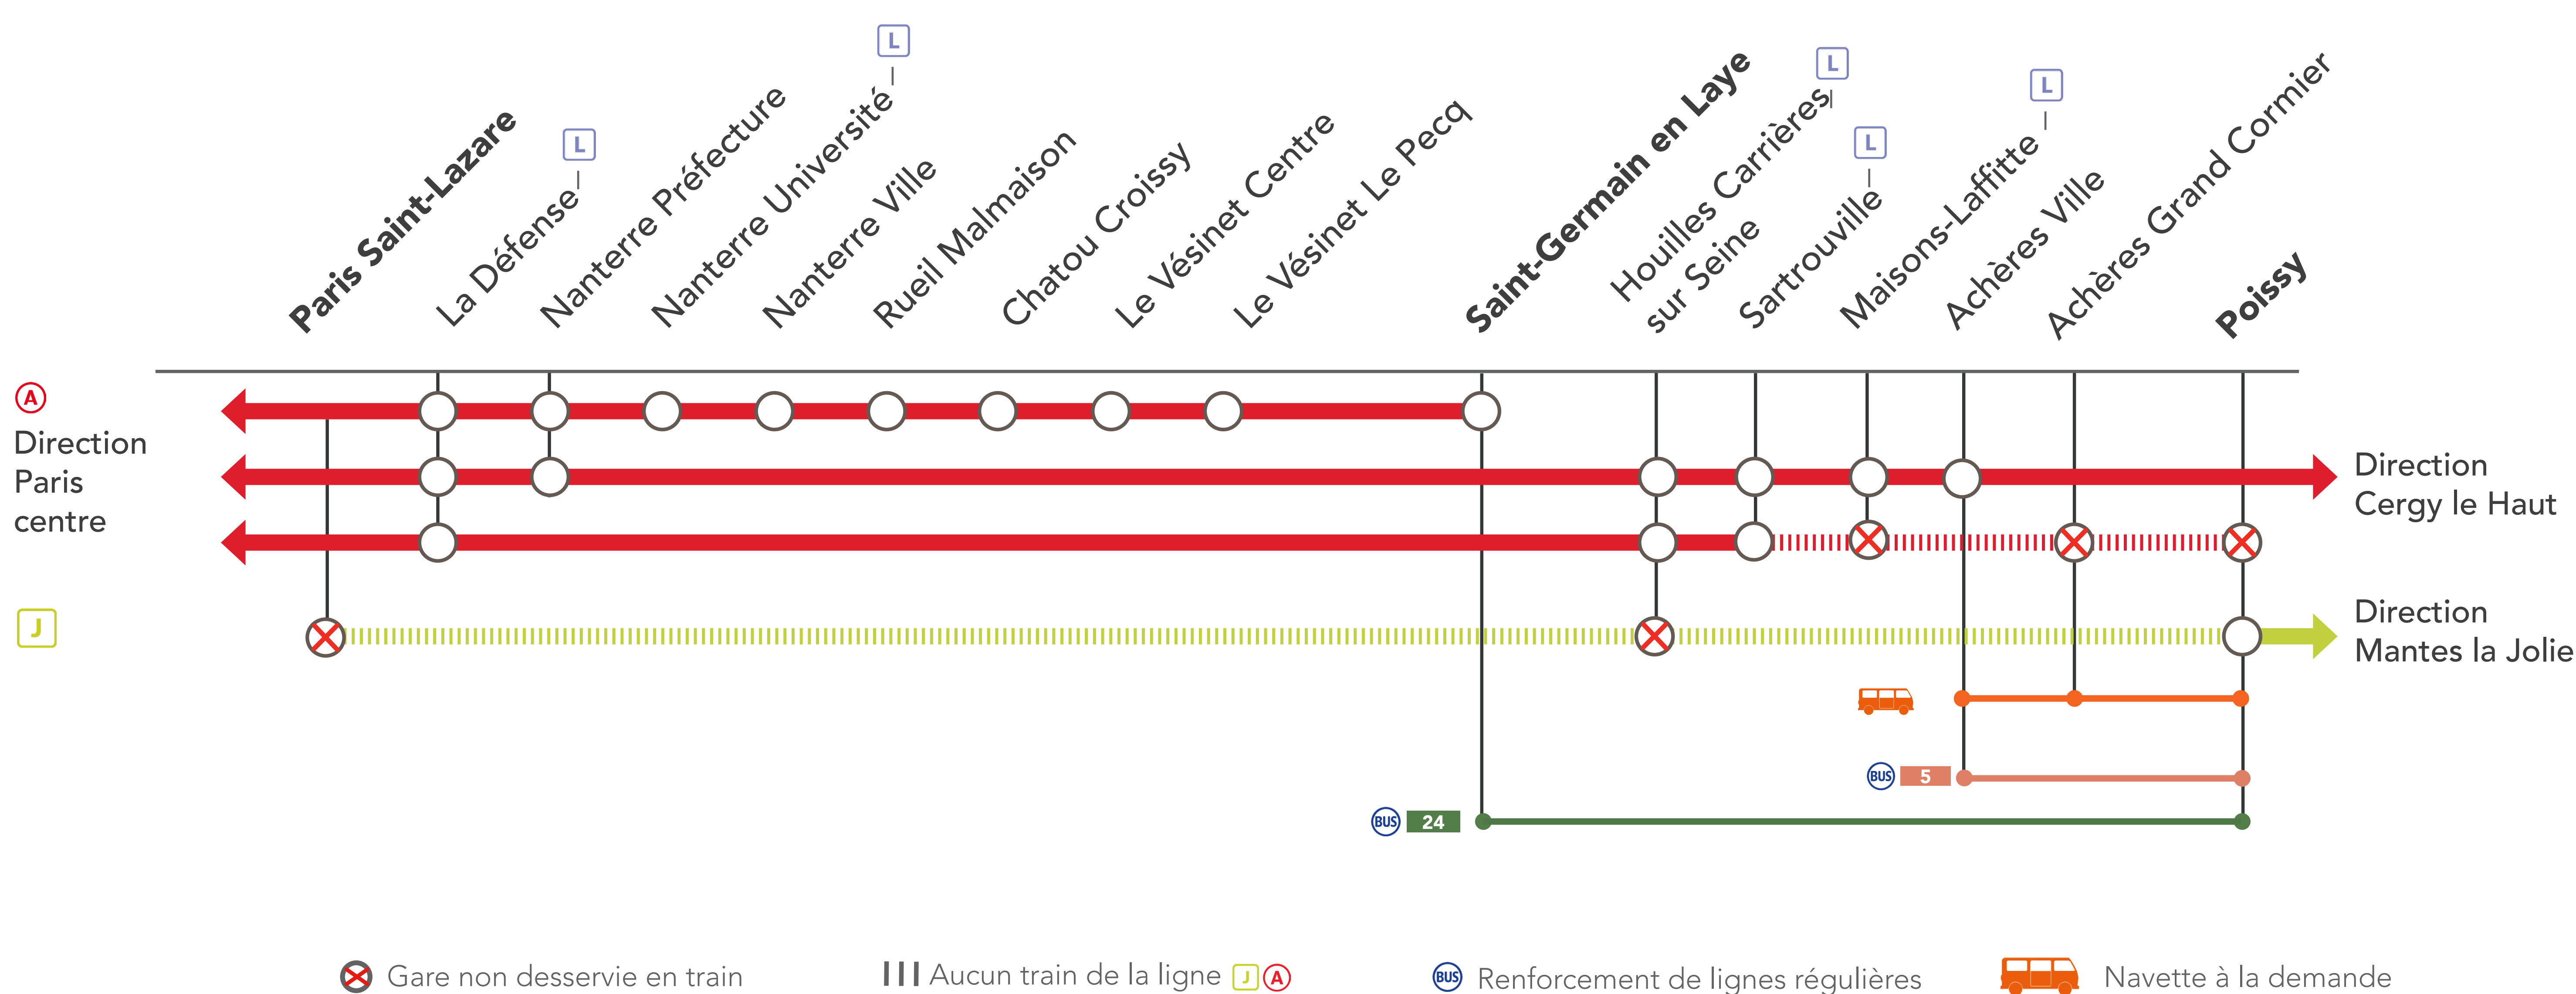 L
L
L
L
L
Paris Saint-Lazare
La Défense
Nanterre Préfecture
Nanterre Université
Nanterre Ville
Rueil Malmaison
Chatou Croissy
Le Vésinet Centre
Le Vésinet Le Pecq
Saint-Germain en Laye
Houilles Carrières
sur Seine
Sartrouville
Maisons-Laffitte
Achères Ville
Achères Grand Cormier
Poissy
A
Direction
Paris
centre
Direction
Cergy le Haut
J
Direction
Mantes la Jolie
BUS 5
BUS 24
Gare non desservie en train
Aucun train de la ligne J A
BUS Renforcement de lignes régulières
Navette à la demande